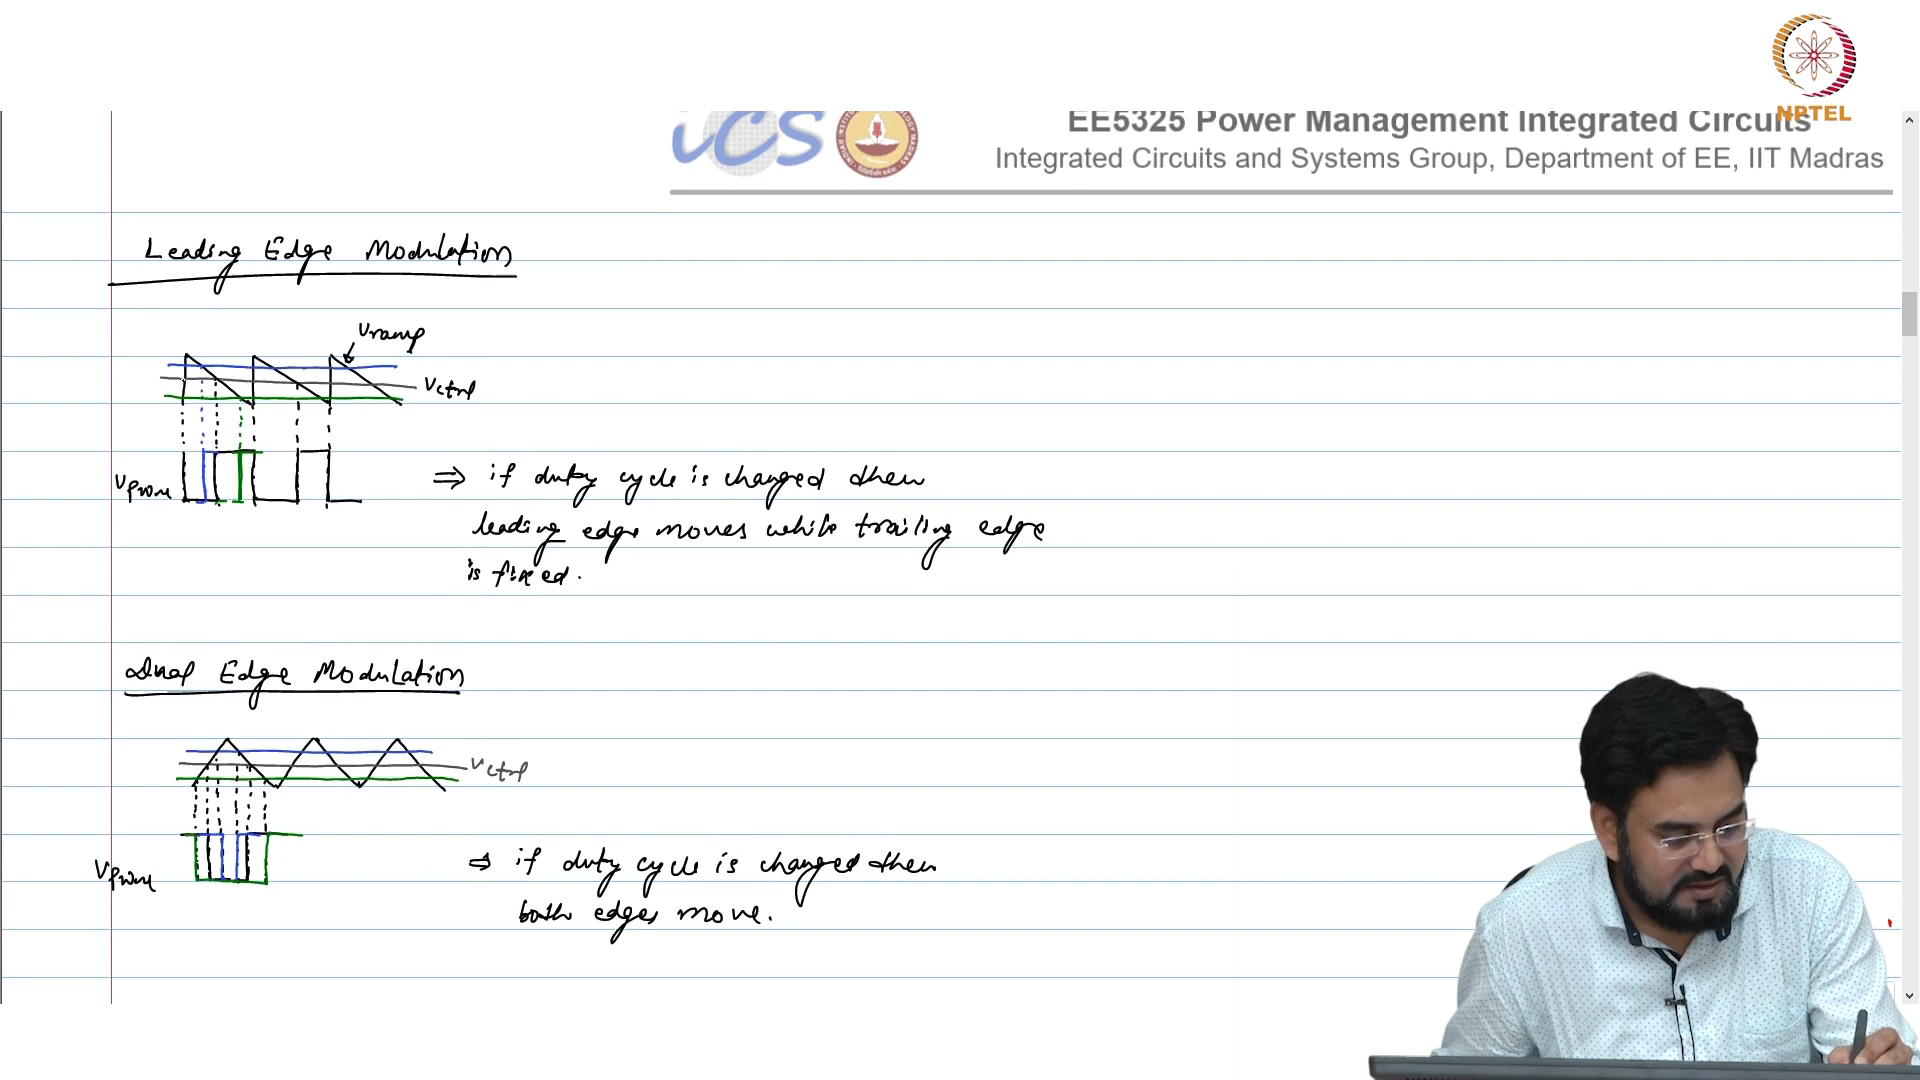 NPTEL
iCS
EE5325 Power Management Integrated Circuits
Integrated Circuits and Systems Group, Department of EE, IIT Madras
Leading Edge Modulation
Vramp
Vctrl
Vpwm
⇒ if duty cycle is changed then
leading edge moves while trailing edge
is fixed.
Dual Edge Modulation
Vctrl
Vpwm
⇒ if duty cycle is changed then
both edges move.